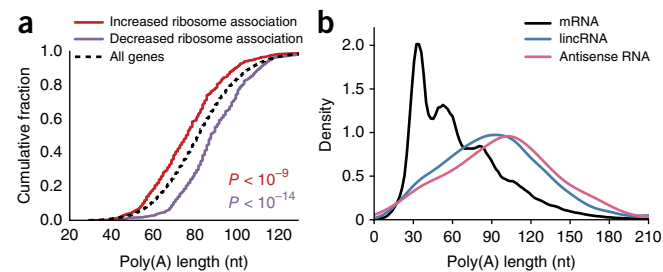 a
Increased ribosome association
Decreased ribosome association
All genes
Cumulative fraction
1.0
0.8
0.6
0.4
0.2
0.0
P < 10⁻⁹
P < 10⁻¹⁴
20 40 60 80 100 120
Poly(A) length (nt)
b
mRNA
lincRNA
Antisense RNA
Density
2.0
1.5
1.0
0.5
0
0 30 60 90 120 150 180 210
Poly(A) length (nt)